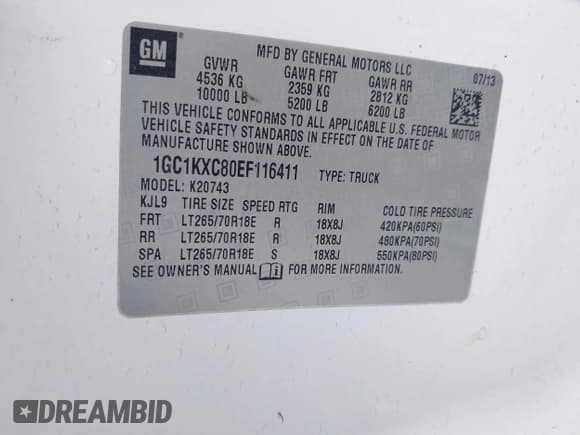 GM
MFD BY GENERAL MOTORS LLC
07/13
GVWR GAWR FRT GAWR RR
4536 KG 2359 KG 2812 KG
10000 LB 5200 LB 6200 LB
THIS VEHICLE CONFORMS TO ALL APPLICABLE U.S. FEDERAL MOTOR
VEHICLE SAFETY STANDARDS IN EFFECT ON THE DATE OF
MANUFACTURE SHOWN ABOVE.
1GC1KXC80EF116411 TYPE: TRUCK
MODEL: K20743
KJL9 TIRE SIZE SPEED RTG RIM COLD TIRE PRESSURE
FRT LT265/70R18E R 18X8J 420KPA(60PSI)
RR LT265/70R18E R 18X8J 480KPA(70PSI)
SPA LT265/70R18E S 18X8J 550KPA(80PSI)
SEE OWNER'S MANUAL FOR MORE INFORMATION
DREAMBID